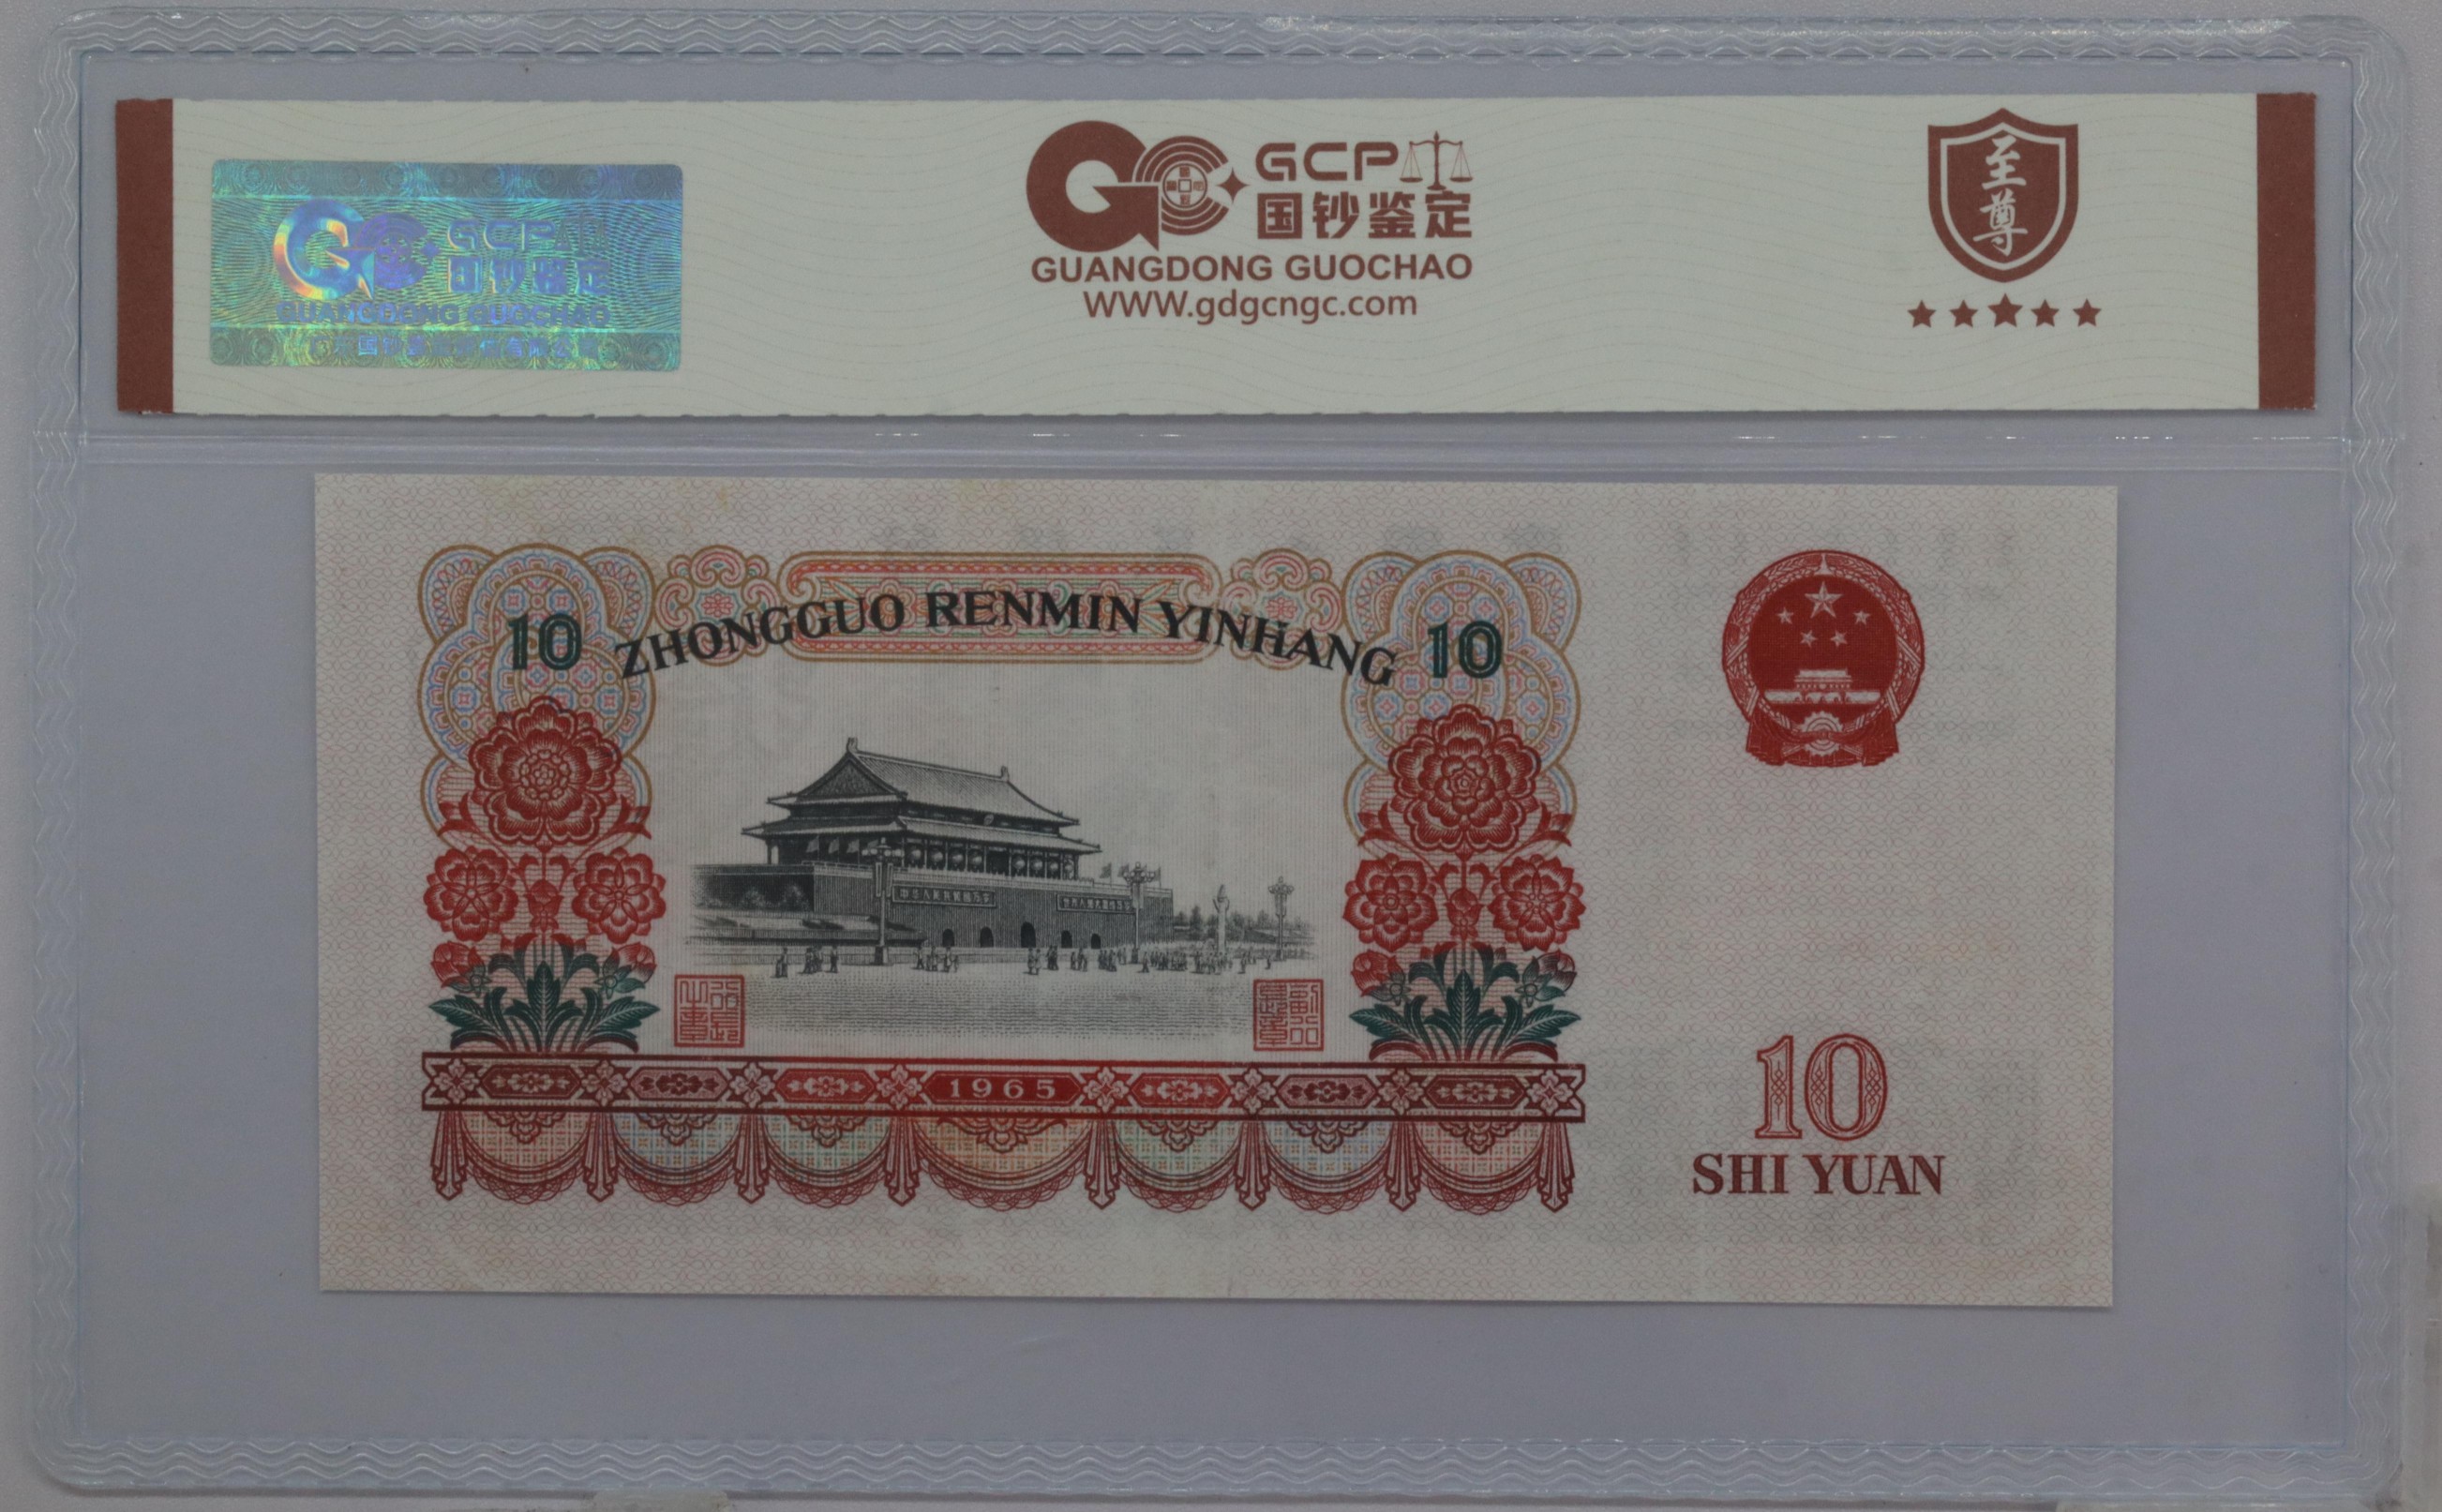 GCP
国钞鉴定
GUANGDONG GUOCHAO
GCP
国钞鉴定
GUANGDONG GUOCHAO
WWW.gdgcngc.com
至尊
10 ZHONGGUO RENMIN YINHANG 10
1965
10
SHI YUAN